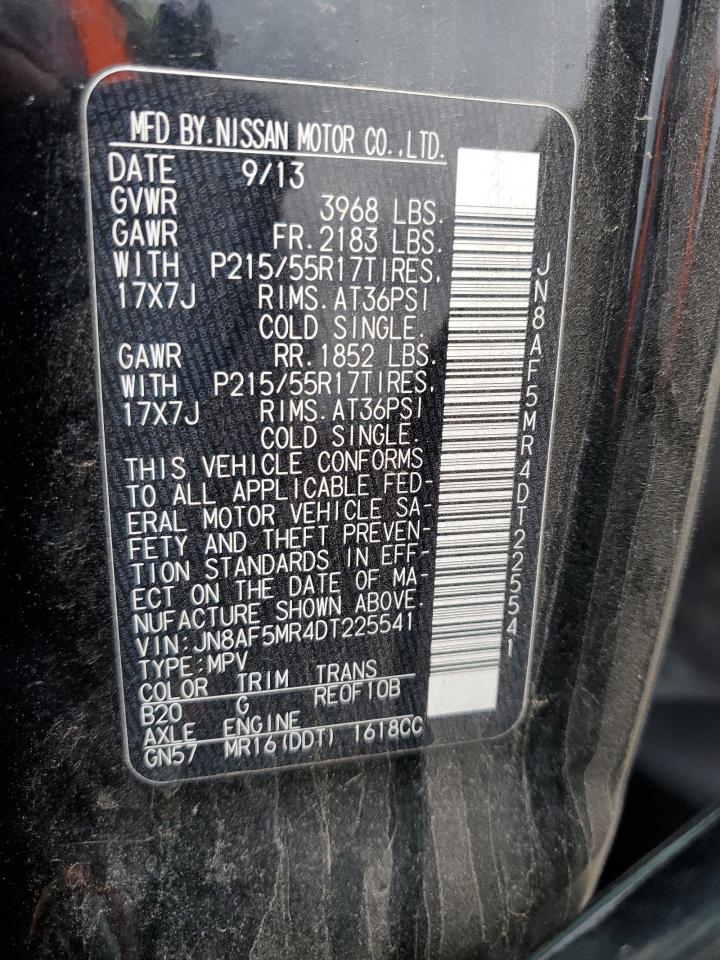 MFD BY.NISSAN MOTOR CO.,LTD.
DATE 9/13
GVWR 3968 LBS.
GAWR FR.2183 LBS.
WITH P215/55R17TIRES,
17X7J RIMS.AT36PSI
COLD SINGLE.
GAWR RR.1852 LBS.
WITH P215/55R17TIRES,
17X7J RIMS.AT36PSI
COLD SINGLE.
THIS VEHICLE CONFORMS
TO ALL APPLICABLE FED-
ERAL MOTOR VEHICLE SA-
FETY AND THEFT PREVEN-
TION STANDARDS IN EFF-
ECT ON THE DATE OF MA-
NUFACTURE SHOWN ABOVE.
VIN:JN8AF5MR4DT225541
TYPE:MPV
COLOR TRIM TRANS
B20 G RE0F10B
AXLE ENGINE
GN57 MR16(DDT) 1618CC
JN8AF5MR4DT225541